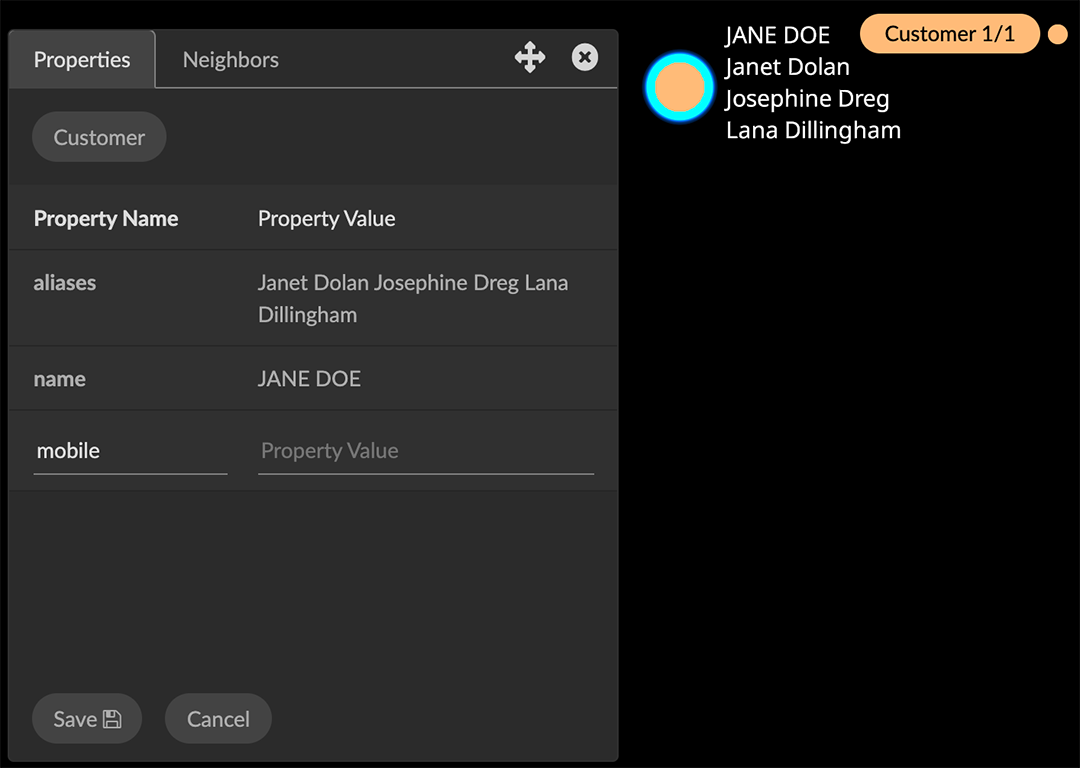 Properties
Neighbors
Customer
Property Name
Property Value
aliases
Janet Dolan Josephine Dreg Lana
Dillingham
name
JANE DOE
mobile
Property Value
Save
Cancel
JANE DOE
Janet Dolan
Josephine Dreg
Lana Dillingham
Customer 1/1